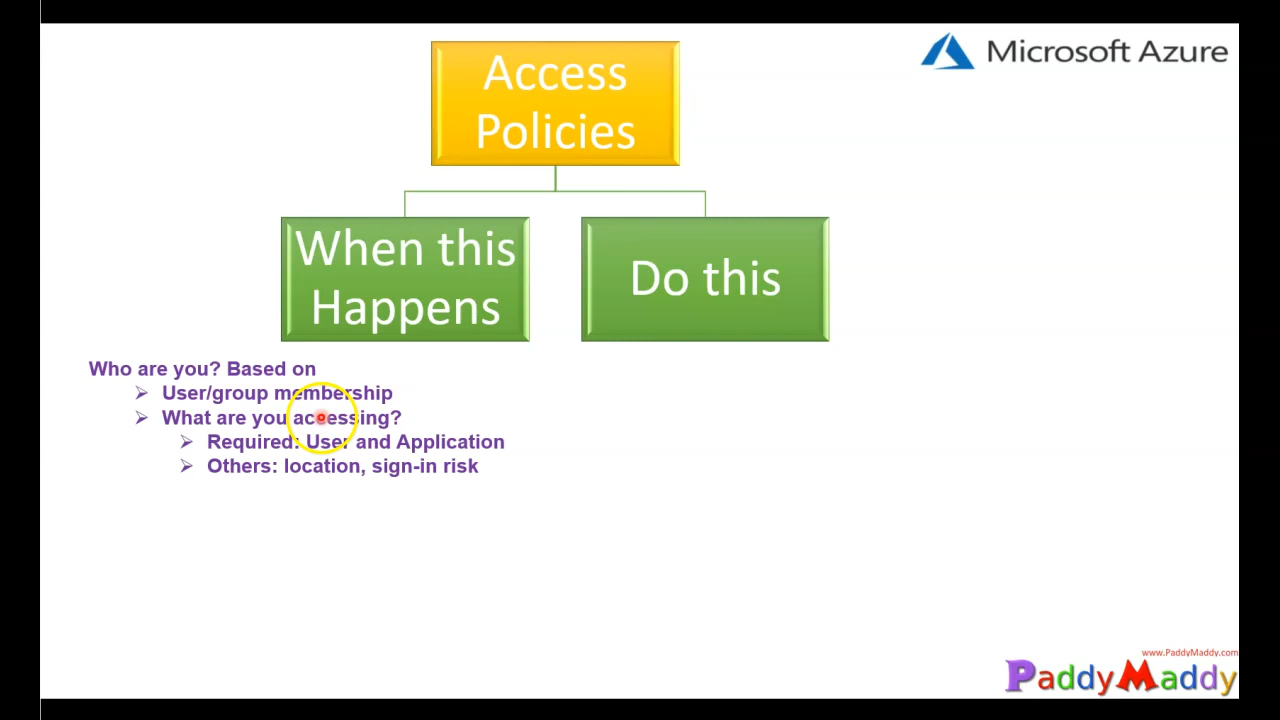 Microsoft Azure
Access
Policies
When this
Happens
Do this
Who are you? Based on
User/group membership
What are you accessing?
Required: User and Application
Others: location, sign-in risk
www.PaddyMaddy.com
PaddyMaddy